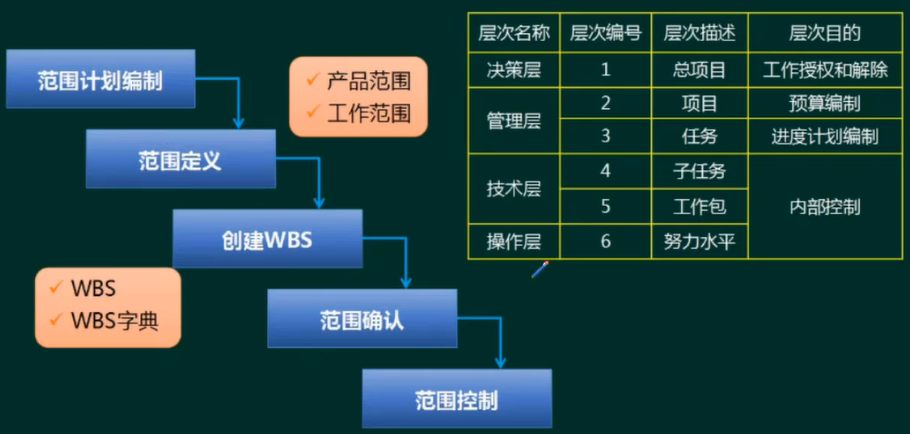 范围计划编制
产品范围
工作范围
范围定义
创建WBS
WBS
WBS字典
范围确认
范围控制
层次名称 层次编号 层次描述 层次目的
决策层 1 总项目 工作授权和解除
管理层 2 项目 预算编制
3 任务 进度计划编制
技术层 4 子任务 内部控制
5 工作包
操作层 6 努力水平